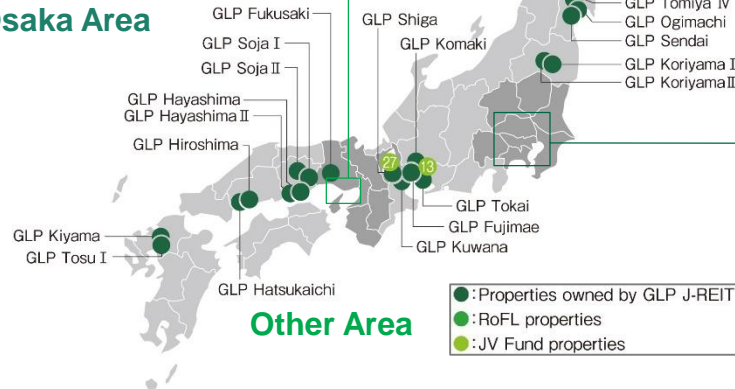 Osaka Area
GLP Fukusaki
GLP Shiga
GLP Tomiya IV
GLP Ogimachi
GLP Sendai
GLP Soja I
GLP Komaki
GLP Koriyama I
GLP Soja II
GLP Koriyama II
GLP Hayashima
GLP Hayashima II
GLP Hiroshima
27
13
GLP Tokai
GLP Fujimae
GLP Kuwana
GLP Kiyama
GLP Tosu I
GLP Hatsukaichi
Other Area
:Properties owned by GLP J-REIT
:RoFL properties
:JV Fund properties